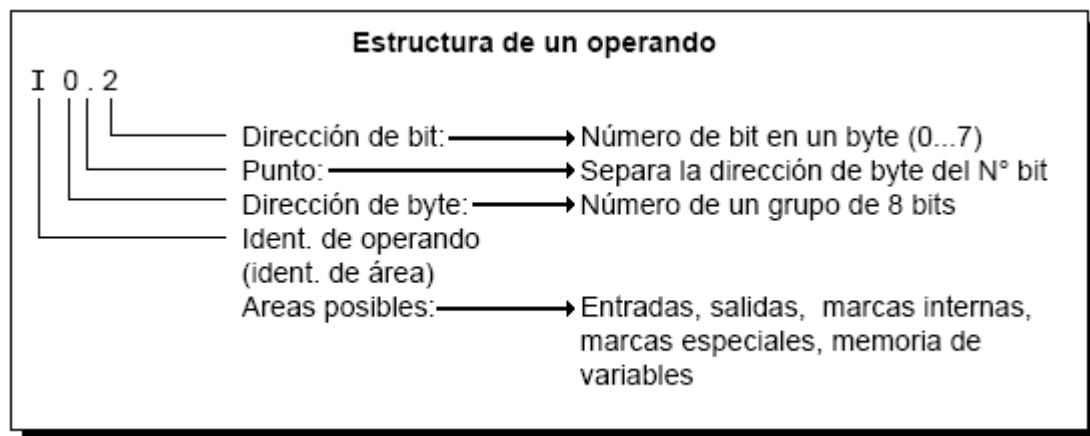 Estructura de un operando
I 0.2
Dirección de bit: Número de bit en un byte (0...7)
Punto: Separa la dirección de byte del N° bit
Dirección de byte: Número de un grupo de 8 bits
Ident. de operando
(ident. de área)
Areas posibles: Entradas, salidas, marcas internas,
marcas especiales, memoria de
variables